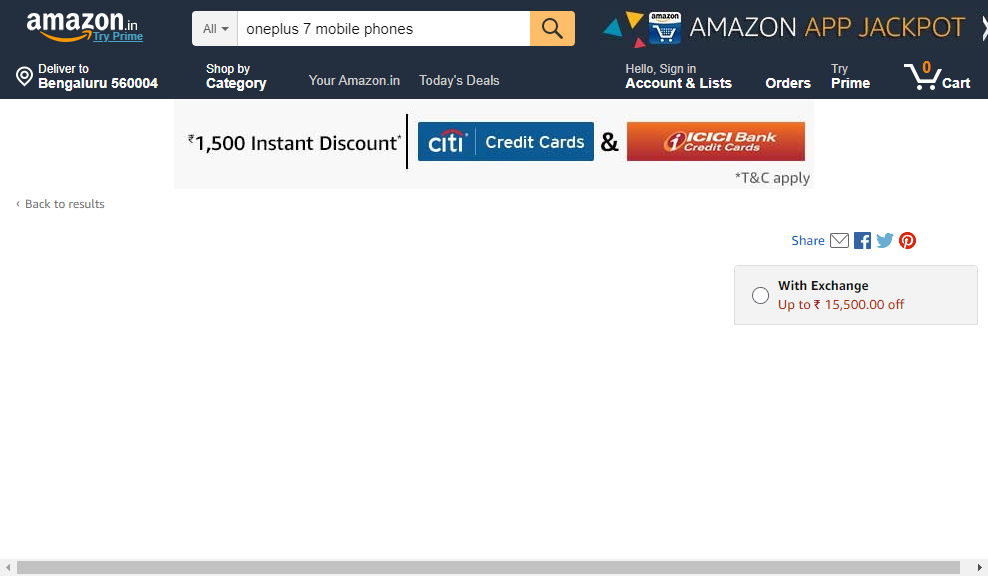 amazon.in
Try Prime
All
oneplus 7 mobile phones
amazon
AMAZON APP JACKPOT
Deliver to
Bengaluru 560004
Shop by
Category
Your Amazon.in
Today's Deals
Hello, Sign in
Account & Lists
Orders
Try
Prime
0
Cart
₹1,500 Instant Discount*
citi Credit Cards
&
ICICI Bank
Credit Cards
*T&C apply
‹ Back to results
Share
With Exchange
Up to ₹ 15,500.00 off